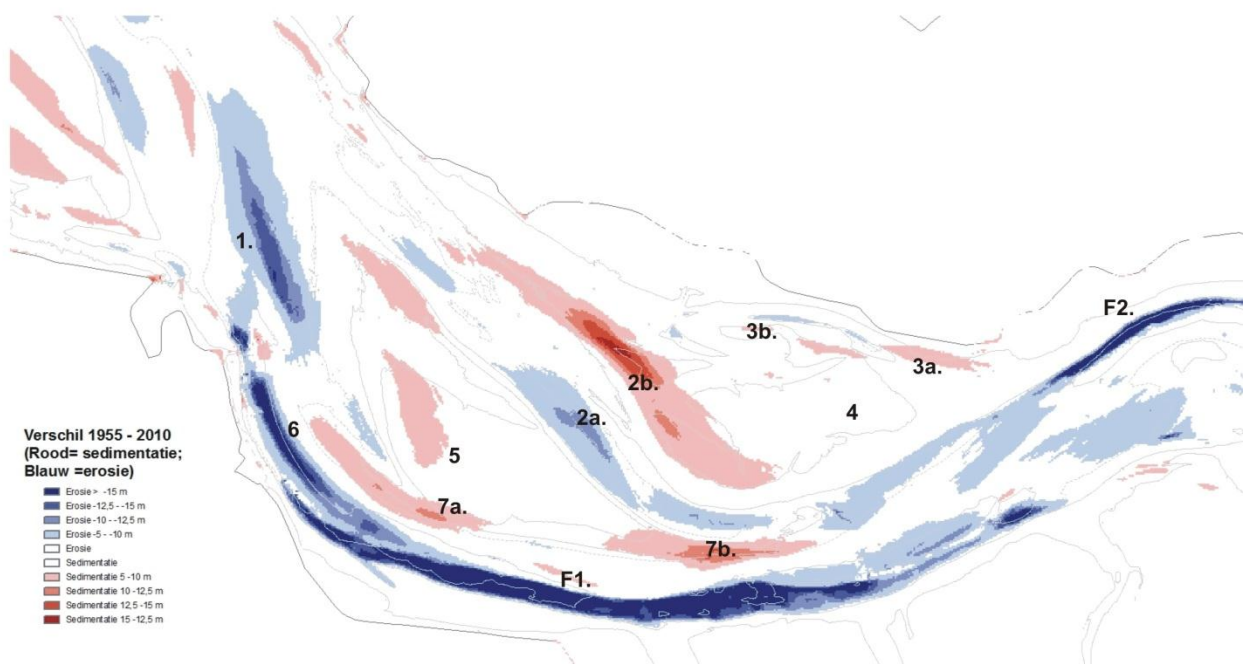 1.
F2.
3b.
3a.
2b.
2a.
4
6
5
7a.
7b.
F1.
Verschil 1955 - 2010
(Rood= sedimentatie;
Blauw =erosie)
Erosie > -15 m
Erosie -12,5 - -15 m
Erosie -10 - -12,5 m
Erosie -5 - -10 m
Erosie
Sedimentatie
Sedimentatie 5 -10 m
Sedimentatie 10 -12,5 m
Sedimentatie 12,5 -15 m
Sedimentatie 15 -12,5 m